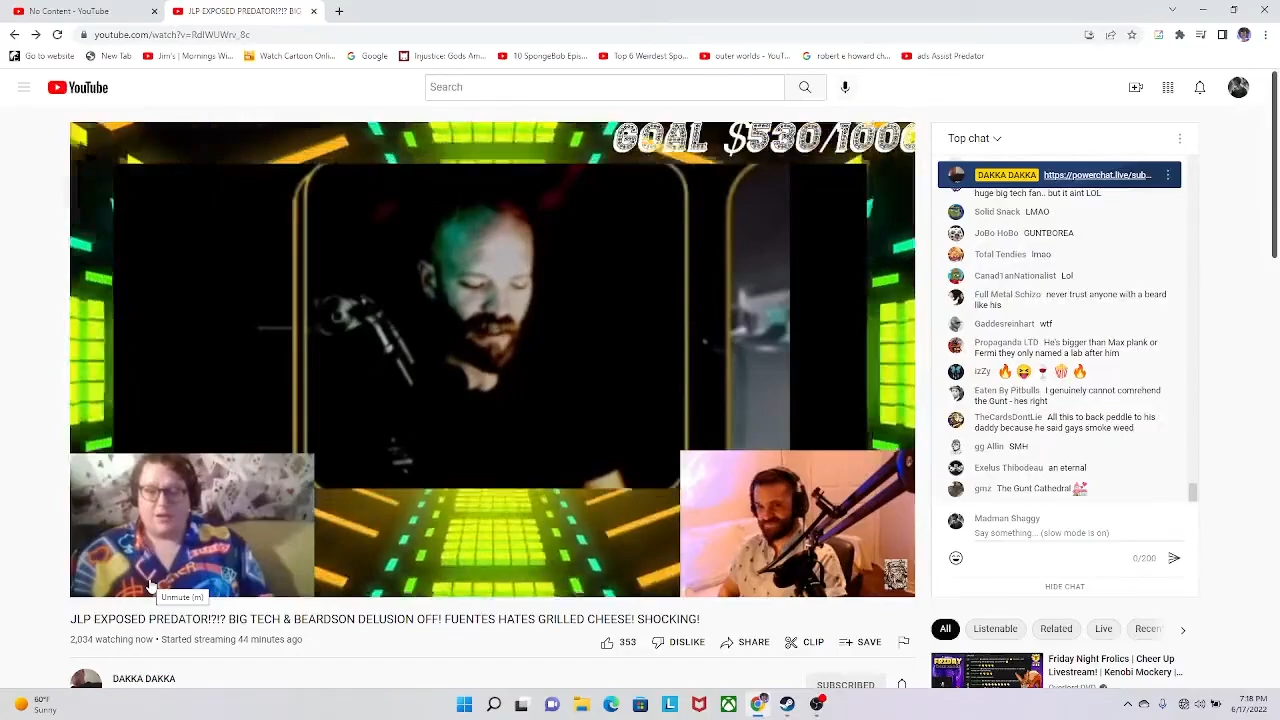 No Content - YouTube
JLP EXPOSED PREDATOR!?!? BIG
youtube.com/watch?v=RdlWUWrv_8c
Go to website
New Tab
Jim's | Mornings Wi...
Watch Cartoon Onli...
Google
Injustice: Gods Am...
10 SpongeBob Epis...
Top 6 Weirdest Spo...
outer worlds - YouT...
robert e howard ch...
ads Assist Predator
YouTube
Search
GOAL $530/100
Top chat
DAKKA DAKKA https://powerchat.live/sub...
huge big tech fan.. but it aint LOL
Solid Snack LMAO
JoBo HoBo GUNTBOREA
Total Tendies lmao
Canad1anNationalist Lol
Full Metal Schizo never trust anyone with a beard
like his
Gaddesreinhart wtf
Propaganda LTD He's bigger than Max plank or
Fermi they only named a lab after him
izZy 🔥 😝 🍷 🍿 🔥
Eaten By Pitbulls I genuinely cannot comprehend
the Gunt - hes right
TheCardsDontLie All this to back peddle to his
daddy because he said gays smoke weed
gg Allin SMH
Exelus Thibodeau an eternal
gmz The Gunt Cathedral 💒
Madman Shaggy
Say something... (slow mode is on)
0/200
HIDE CHAT
Unmute (m)
JLP EXPOSED PREDATOR!?!? BIG TECH & BEARDSON DELUSION OFF! FUENTES HATES GRILLED CHEESE! SHOCKING!
2,034 watching now • Started streaming 44 minutes ago
353
DISLIKE
SHARE
CLIP
SAVE
DAKKA DAKKA
SUBSCRIBED
All
Listenable
Related
Live
Recen
FRIDAY
Friday Night Frolics | Hurry Up
Already Dream! | Kenobi Finale |...
60°F
Sunny
7:18 PM
6/17/2022